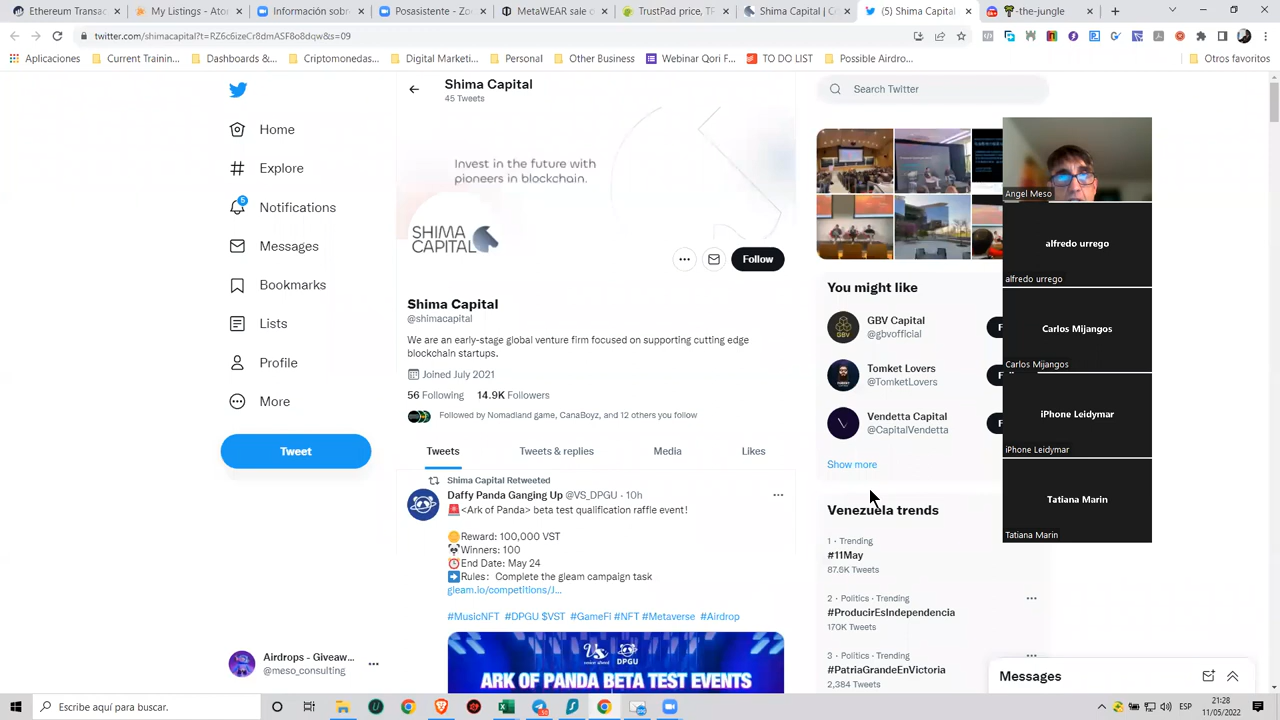 Ethereum Transac
My Listings - Ato
Información sobr
Posasistente - Zo
MetaWEAR sale o
TrustPad price, TP
Shima Capital | C
(5) Shima Capital
the-jungle
twitter.com/shimacapital?t=RZ6c6izeCr8dmASF8o8dqw&s=09
Aplicaciones
Current Trainin...
Dashboards &...
Criptomonedas...
Digital Marketi...
Personal
Other Business
Webinar Qori F...
TO DO LIST
Possible Airdro...
Otros favoritos
Home
Explore
5
Notifications
Messages
Bookmarks
Lists
Profile
More
Tweet
Airdrops - Giveaw...
@meso_consulting
Shima Capital
45 Tweets
Invest in the future with
pioneers in blockchain.
SHIMA
CAPITAL
Follow
Shima Capital
@shimacapital
We are an early-stage global venture firm focused on supporting cutting edge
blockchain startups.
Joined July 2021
56 Following 14.9K Followers
Followed by Nomadland game, CanaBoyz, and 12 others you follow
Tweets
Tweets & replies
Media
Likes
Shima Capital Retweeted
Daffy Panda Ganging Up @VS_DPGU · 10h
<Ark of Panda> beta test qualification raffle event!
Reward: 100,000 VST
Winners: 100
End Date: May 24
Rules: Complete the gleam campaign task
gleam.io/competitions/J...
#MusicNFT #DPGU $VST #GameFi #NFT #Metaverse #Airdrop
DPGU
ARK OF PANDA BETA TEST EVENTS
Search Twitter
You might like
GBV Capital
@gbvofficial
Tomket Lovers
@TomketLovers
Vendetta Capital
@CapitalVendetta
Show more
Venezuela trends
1 · Trending
#11May
87.5K Tweets
2 · Politics · Trending
#ProducirEsIndependencia
170K Tweets
3 · Politics · Trending
#PatriaGrandeEnVictoria
2,384 Tweets
Angel Meso
alfredo urrego
alfredo urrego
Carlos Mijangos
Carlos Mijangos
iPhone Leidymar
iPhone Leidymar
Tatiana Marin
Tatiana Marin
Messages
Escribe aquí para buscar.
ESP
21:28
11/05/2022